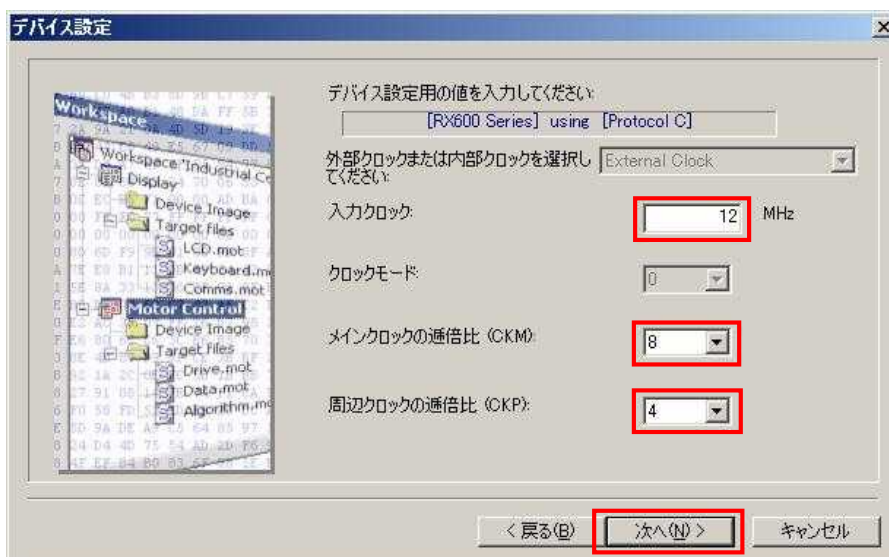 デバイス設定
デバイス設定用の値を入力してください:
[RX600 Series] using [Protocol C]
外部クロックまたは内部クロックを選択し
てください:
External Clock
入力クロック:
12 MHz
クロックモード:
0
メインクロックの逓倍比 (CKM):
8
周辺クロックの逓倍比 (CKP):
4
Workspace
Workspace 'Industrial Co
Display
Device Image
Target files
LCD.mot
Keyboard.m
Comms.mot
Motor Control
Device Image
Target Files
Drive.mot
Data.mot
Algorithm.mo
< 戻る(B)
次へ(N) >
キャンセル